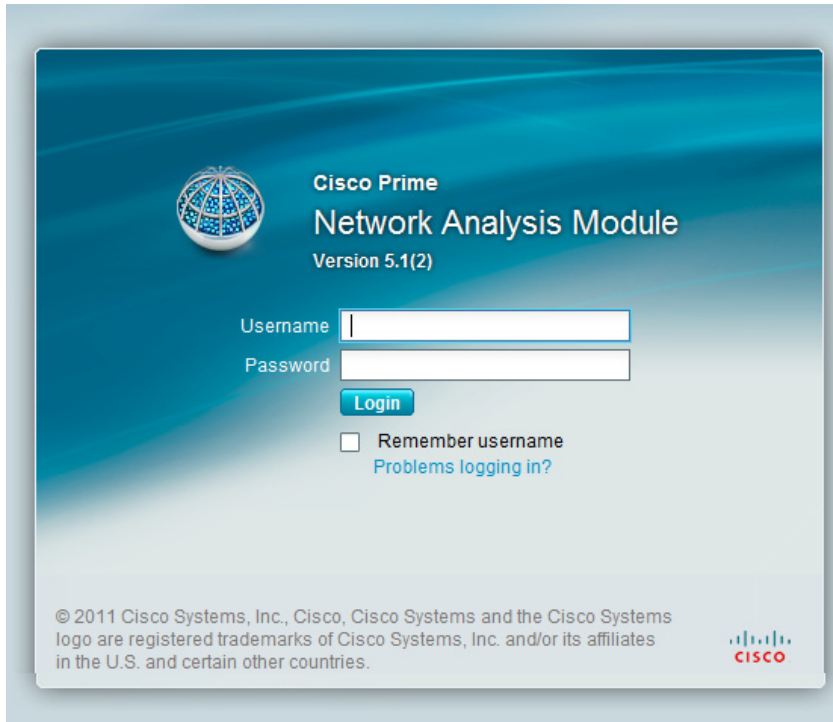 Cisco Prime
Network Analysis Module
Version 5.1(2)
Username
Password
Login
Remember username
Problems logging in?
© 2011 Cisco Systems, Inc., Cisco, Cisco Systems and the Cisco Systems
logo are registered trademarks of Cisco Systems, Inc. and/or its affiliates
in the U.S. and certain other countries.
CISCO